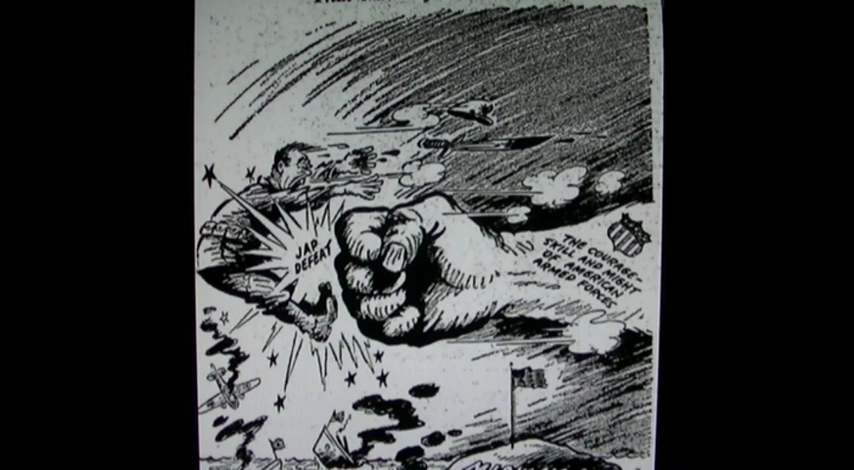 JAP
DEFEAT
THE COURAGE–
SKILL AND MIGHT
OF AMERICAN
ARMED FORCES